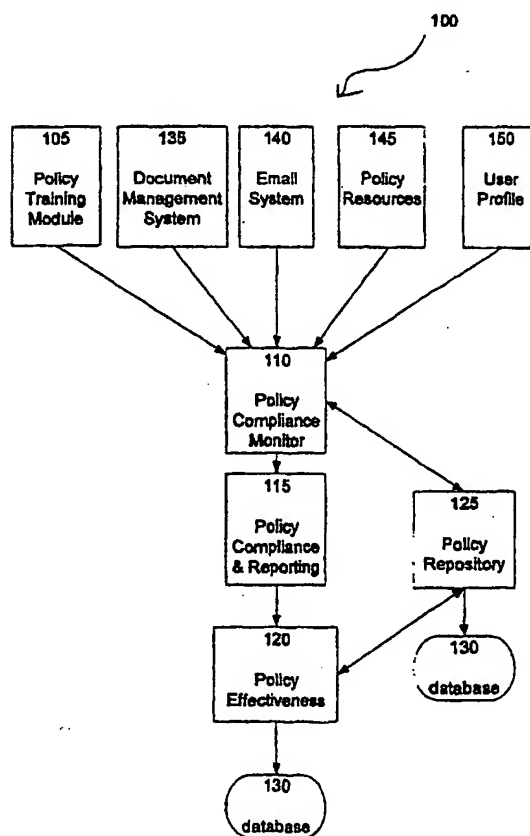 100
105
Policy
Training
Module
135
Document
Management
System
140
Email
System
145
Policy
Resources
150
User
Profile
110
Policy
Compliance
Monitor
115
Policy
Compliance
& Reporting
125
Policy
Repository
120
Policy
Effectiveness
130
database
130
database